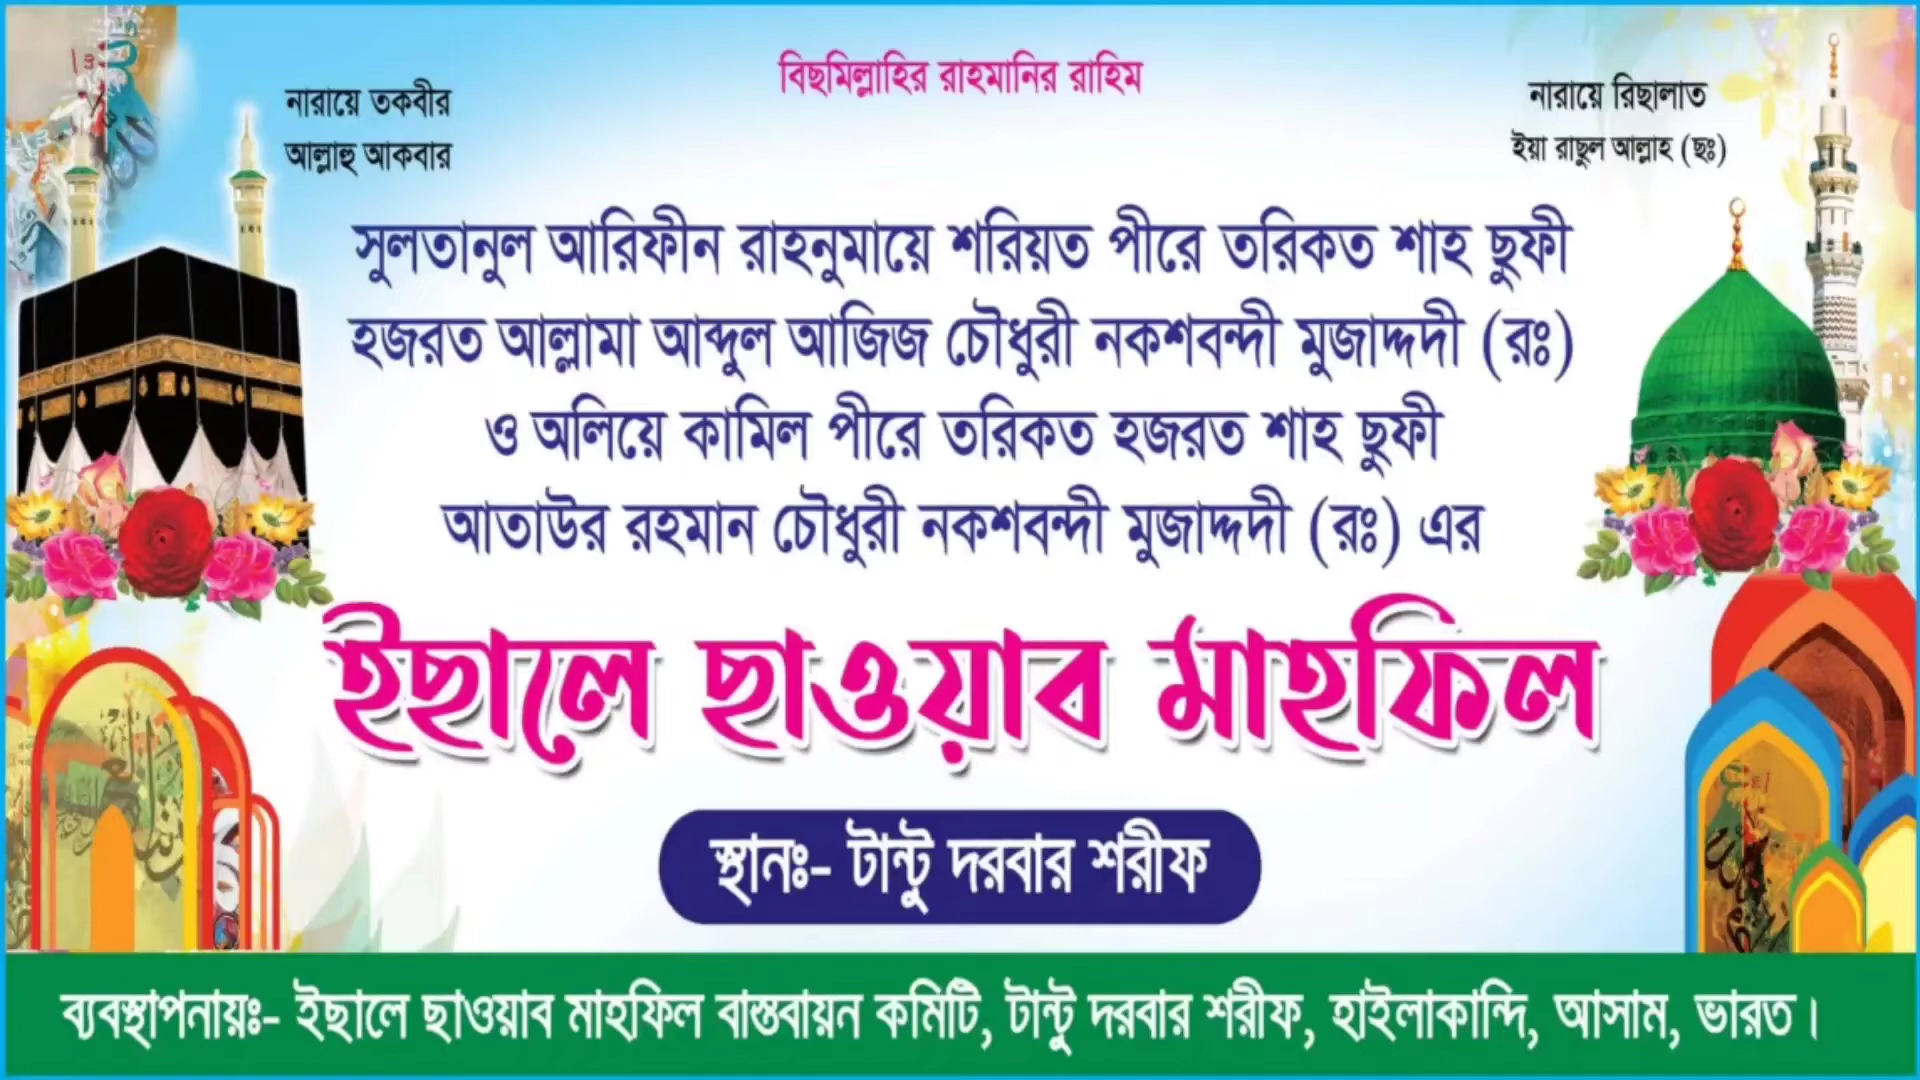 বিছমিল্লাহির রাহমানির রাহিম
নারায়ে তকবীর
আল্লাহু আকবার
নারায়ে রিছালাত
ইয়া রাছুল আল্লাহ (ছঃ)
সুলতানুল আরিফীন রাহনুমায়ে শরিয়ত পীরে তরিকত শাহ ছুফী
হজরত আল্লামা আব্দুল আজিজ চৌধুরী নকশবন্দী মুজাদ্দদী (রঃ)
ও অলিয়ে কামিল পীরে তরিকত হজরত শাহ ছুফী
আতাউর রহমান চৌধুরী নকশবন্দী মুজাদ্দদী (রঃ) এর
ইছালে ছাওয়াব মাহফিল
স্থানঃ- টান্টু দরবার শরীফ
ব্যবস্থাপনায়ঃ- ইছালে ছাওয়াব মাহফিল বাস্তবায়ন কমিটি, টান্টু দরবার শরীফ, হাইলাকান্দি, আসাম, ভারত।